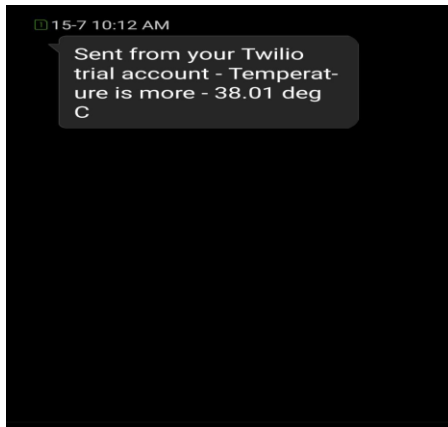 15-7 10:12 AM
Sent from your Twilio
trial account - Temperat-
ure is more - 38.01 deg
C